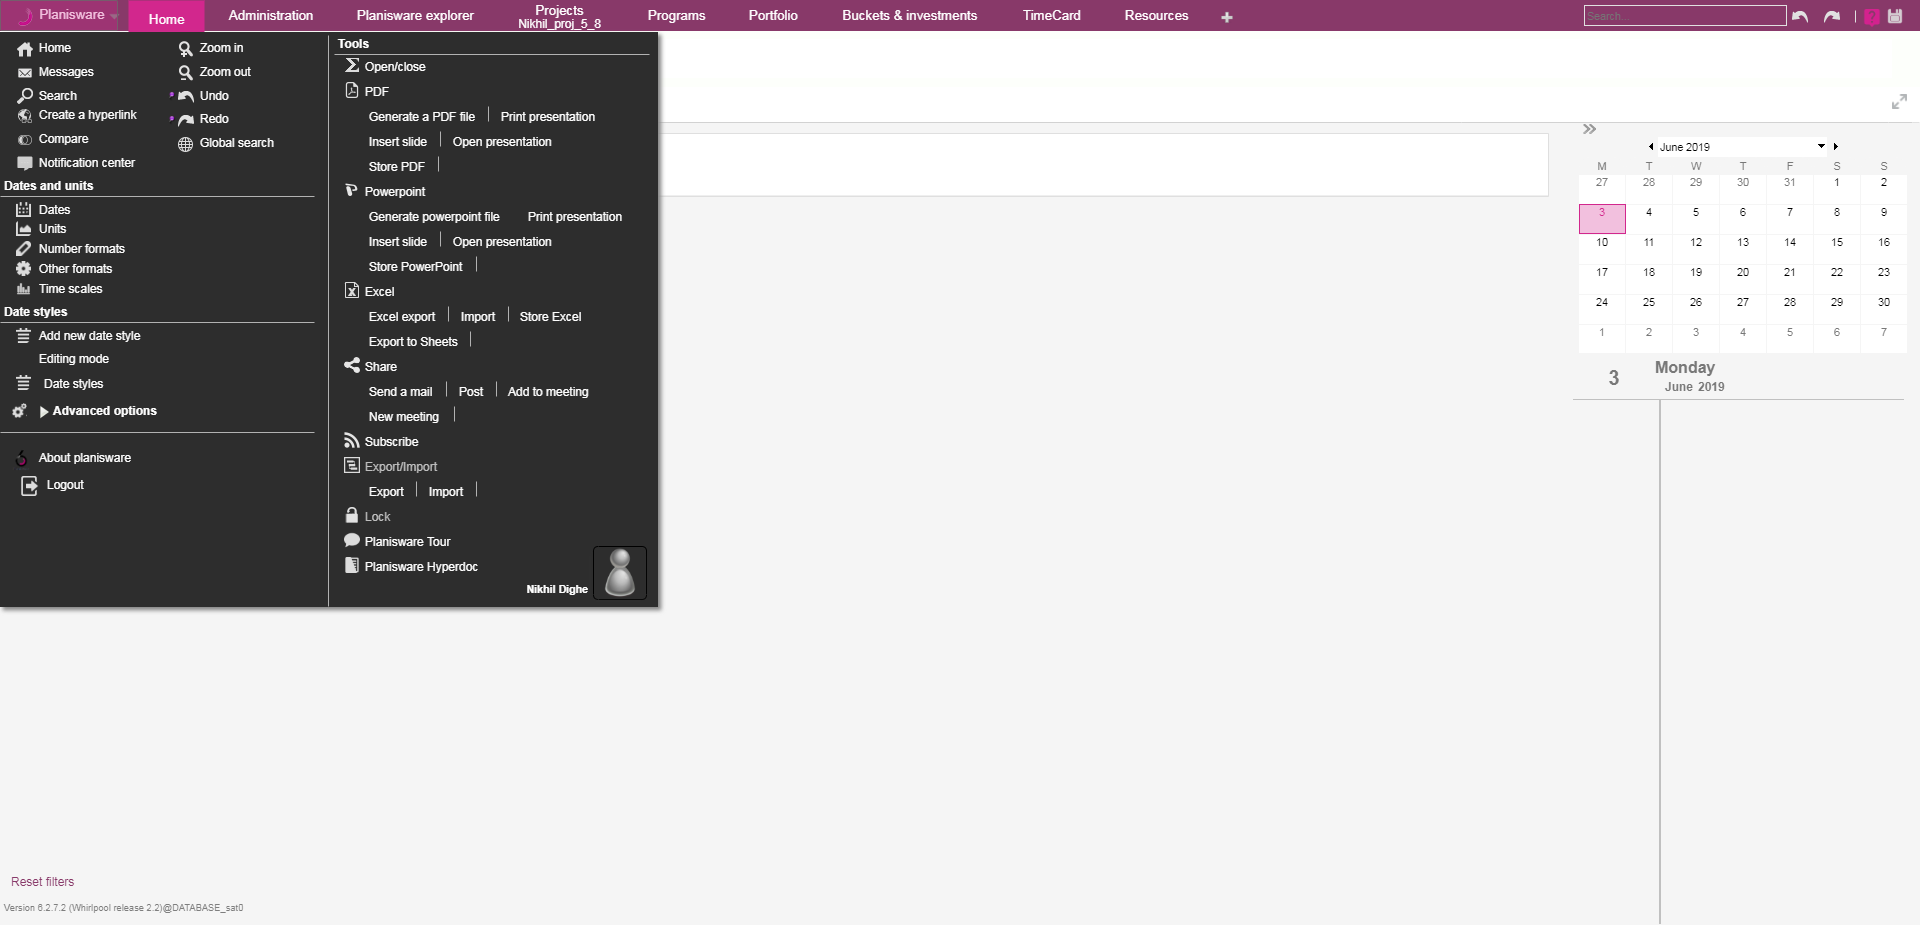 Planisware
Home
Administration
Planisware explorer
Projects
Nikhil_proj_5_8
Programs
Portfolio
Buckets & investments
TimeCard
Resources
Search...
?
Home
Messages
Search
Create a hyperlink
Compare
Notification center
Zoom in
Zoom out
Undo
Redo
Global search
Dates and units
Dates
Units
Number formats
Other formats
Time scales
Date styles
Add new date style
Editing mode
Date styles
Advanced options
About planisware
Logout
Tools
Open/close
PDF
Generate a PDF file Print presentation
Insert slide Open presentation
Store PDF
Powerpoint
Generate powerpoint file Print presentation
Insert slide Open presentation
Store PowerPoint
Excel
Excel export Import Store Excel
Export to Sheets
Share
Send a mail Post Add to meeting
New meeting
Subscribe
Export/Import
Export Import
Lock
Planisware Tour
Planisware Hyperdoc
Nikhil Dighe
June 2019
M T W T F S S
27 28 29 30 31 1 2
3 4 5 6 7 8 9
10 11 12 13 14 15 16
17 18 19 20 21 22 23
24 25 26 27 28 29 30
1 2 3 4 5 6 7
3 Monday
June 2019
Reset filters
Version 6.2.7.2 (Whirlpool release 2.2)@DATABASE_sat0